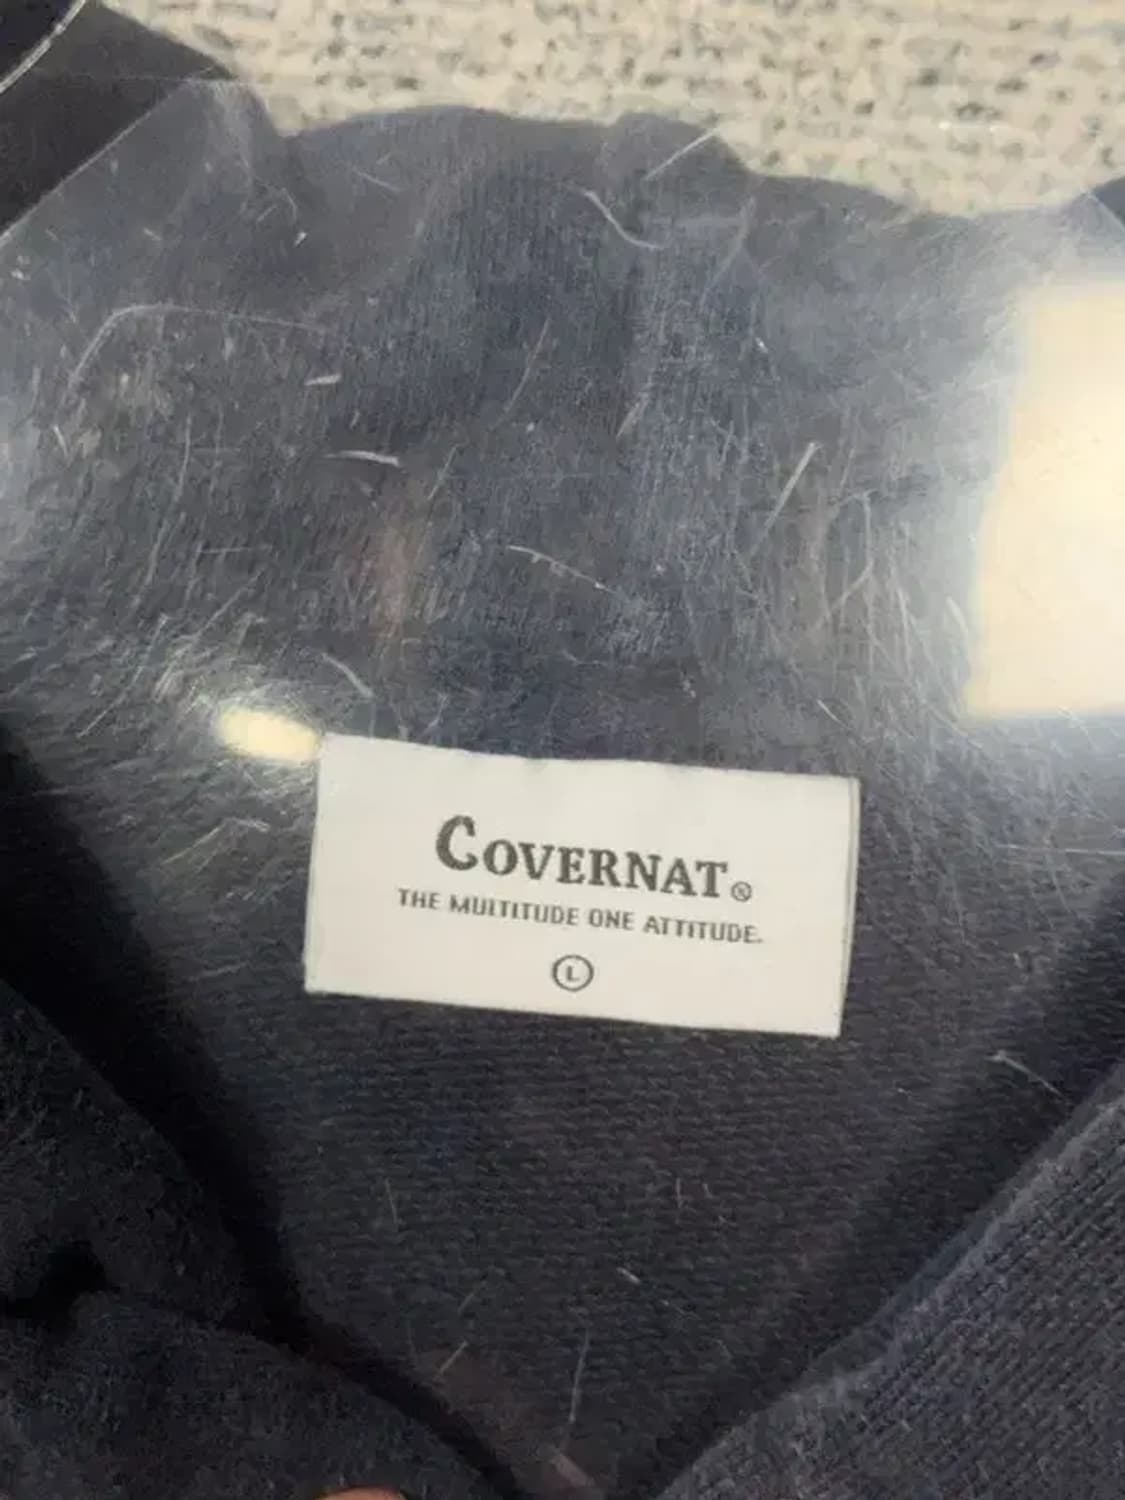 COVERNAT®
THE MULTITUDE ONE ATTITUDE.
L